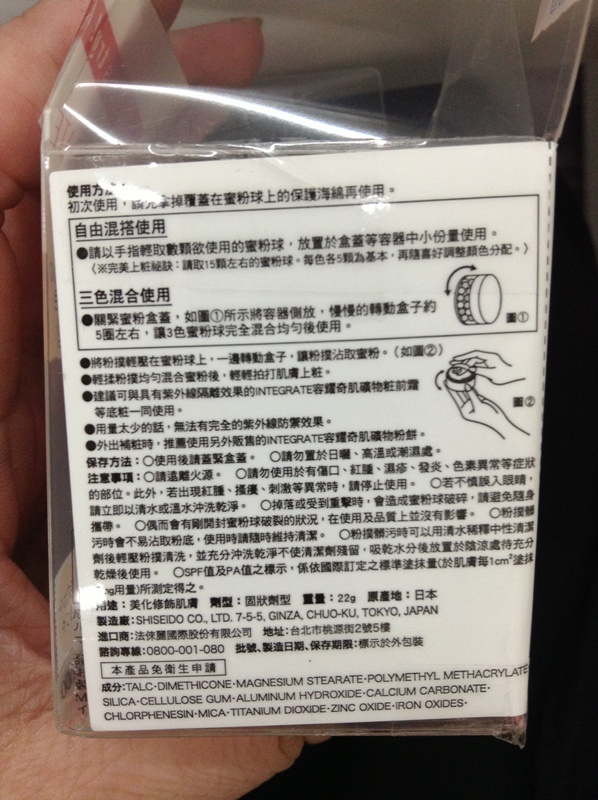 使用方法
初次使用，請先拿掉覆蓋在蜜粉球上的保護海綿再使用。
自由混搭使用
●請以手指輕取數顆欲使用的蜜粉球，放置於盒蓋等容器中小份量使用。
〈※完美上粧祕訣：請取15顆左右的蜜粉球。每色各5顆為基本，再隨喜好調整顏色分配。〉
三色混合使用
●關緊蜜粉盒蓋，如圖①所示將容器側放，慢慢的轉動盒子約
5圈左右，讓3色蜜粉球完全混合均勻後使用。
圖①
●將粉撲輕壓在蜜粉球上，一邊轉動盒子，讓粉撲沾取蜜粉。（如圖②）
●輕揉粉撲均勻混合蜜粉後，輕輕拍打肌膚上粧。
●建議可與具有紫外線隔離效果的INTEGRATE容耀奇肌礦物粧前霜
等底粧一同使用。
圖②
●用量太少的話，無法有完全的紫外線防禦效果。
●外出補粧時，推薦使用另外販售的INTEGRATE容耀奇肌礦物粉餅。
保存方法：○使用後請蓋緊盒蓋。 ○請勿置於日曬、高溫或潮濕處。
注意事項：○請遠離火源。 ○請勿使用於有傷口、紅腫、濕疹、發炎、色素異常等症狀
的部位。此外，若出現紅腫、搔癢、刺激等異常時，請停止使用。 ○若不慎誤入眼睛，
請立即以清水或溫水沖洗乾淨。 ○掉落或受到重擊時，會造成蜜粉球破碎，請避免隨身
攜帶。 ○偶而會有剛開封蜜粉球破裂的狀況，在使用及品質上並沒有影響。 ○粉撲髒
污時會不易沾取粉底，使用時請隨時維持清潔。 ○粉撲髒污時可以用清水稀釋中性清潔
劑後輕壓粉撲清洗，並充分沖洗乾淨不使清潔劑殘留，吸乾水分後放置於陰涼處待充分
乾燥後使用。 ○SPF值及PA值之標示，係依國際訂定之標準塗抹量(於肌膚每1cm²塗抹
mg用量)所測定得之。
用途：美化修飾肌膚 劑型：固狀劑型 重量：22g 原產地：日本
製造廠：SHISEIDO CO., LTD. 7-5-5, GINZA, CHUO-KU, TOKYO, JAPAN
進口商：法徠麗國際股份有限公司 地址：台北市桃源街2號5樓
諮詢專線：0800-001-080 批號、製造日期、保存期限：標示於外包裝
本產品免衛生申請
成分:TALC·DIMETHICONE·MAGNESIUM STEARATE·POLYMETHYL METHACRYLATE
SILICA·CELLULOSE GUM·ALUMINUM HYDROXIDE·CALCIUM CARBONATE·
CHLORPHENESIN·MICA·TITANIUM DIOXIDE·ZINC OXIDE·IRON OXIDES·